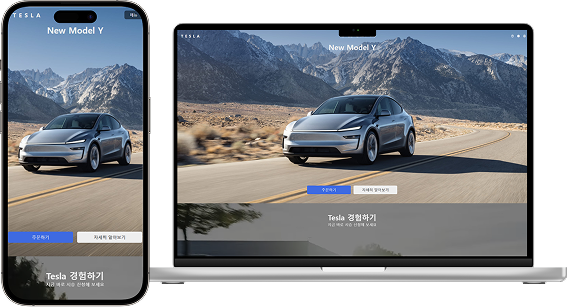 TESLA
메뉴
New Model Y
주문하기
자세히 알아보기
Tesla 경험하기
지금 바로 시승 신청해 보세요
TESLA
New Model Y
주문하기
자세히 알아보기
Tesla 경험하기
지금 바로 시승 신청해 보세요